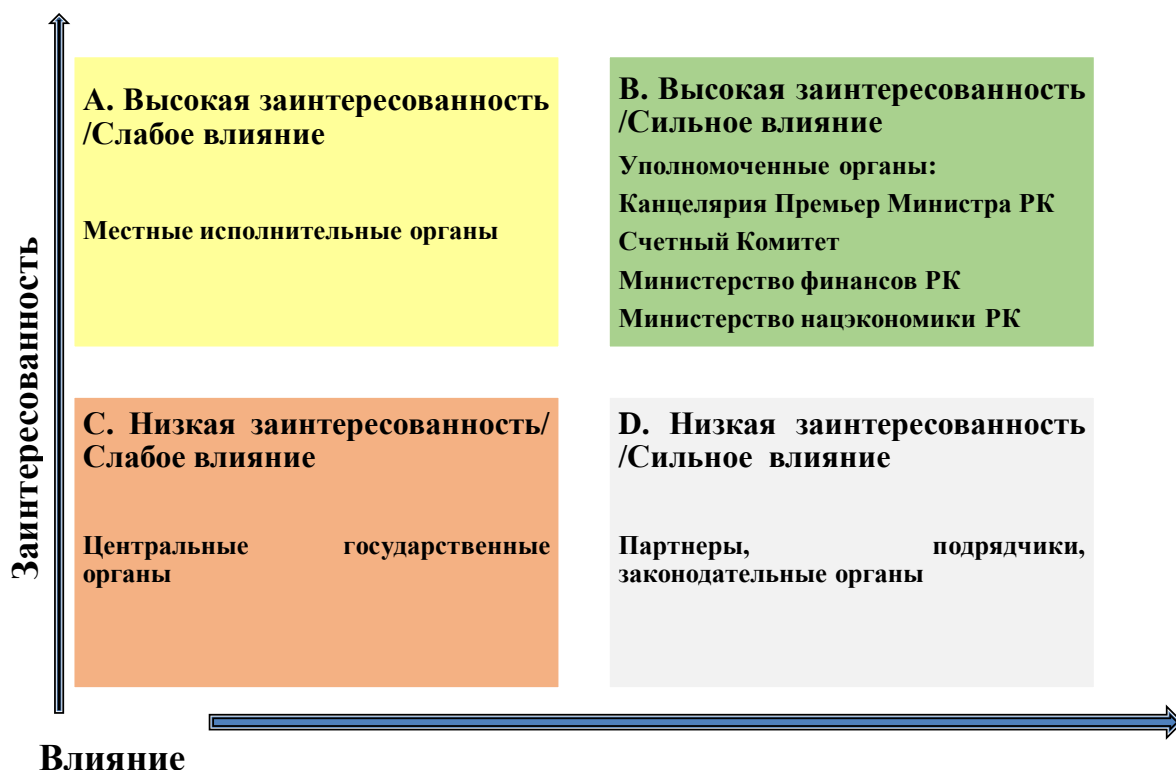 Заинтересованность
А. Высокая заинтересованность
/Слабое влияние
Местные исполнительные органы
В. Высокая заинтересованность
/Сильное влияние
Уполномоченные органы:
Канцелярия Премьер Министра РК
Счетный Комитет
Министерство финансов РК
Министерство нацэкономики РК
С. Низкая заинтересованность/
Слабое влияние
Центральные государственные
органы
D. Низкая заинтересованность
/Сильное влияние
Партнеры, подрядчики,
законодательные органы
Влияние